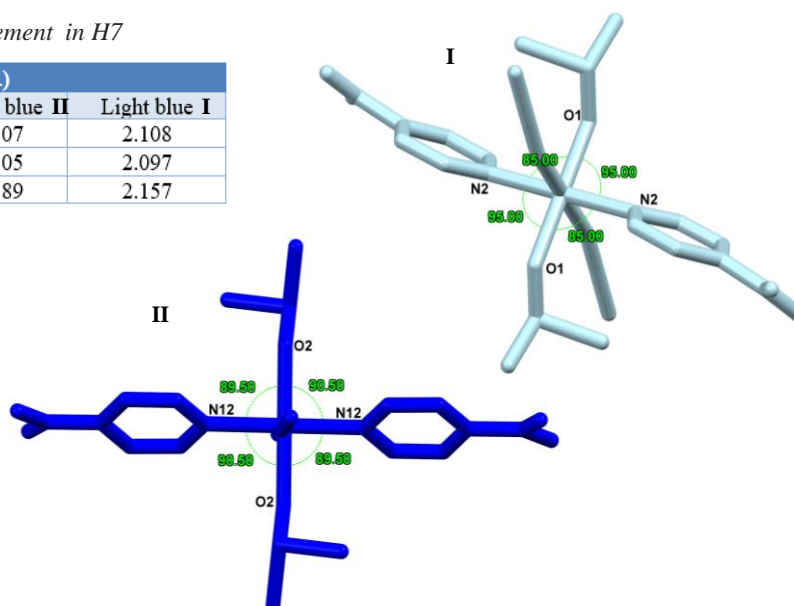 ement in H7
)
blue II Light blue I
07 2.108
05 2.097
89 2.157
I
O1
85.00
95.00
N2
N2
95.00
85.00
O1
II
O2
89.50
90.50
N12
N12
90.50
89.50
O2